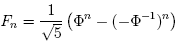 $F_n = \frac{1}{\sqrt{5}} \left( \Phi^n - (-\Phi^{-1})^n \right)$